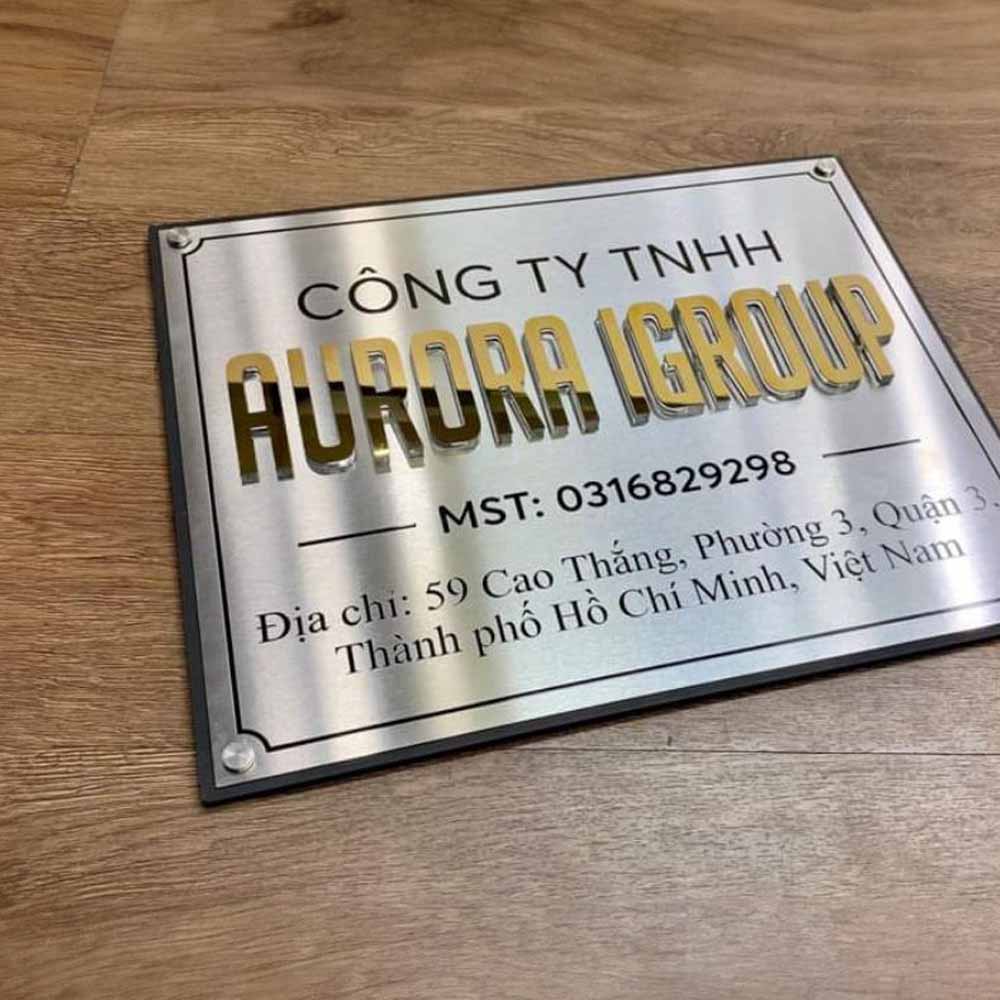 CÔNG TY TNHH
AURORA IGROUP
MST: 0316829298
Địa chỉ: 59 Cao Thắng, Phường 3, Quận 3,
Thành phố Hồ Chí Minh, Việt Nam